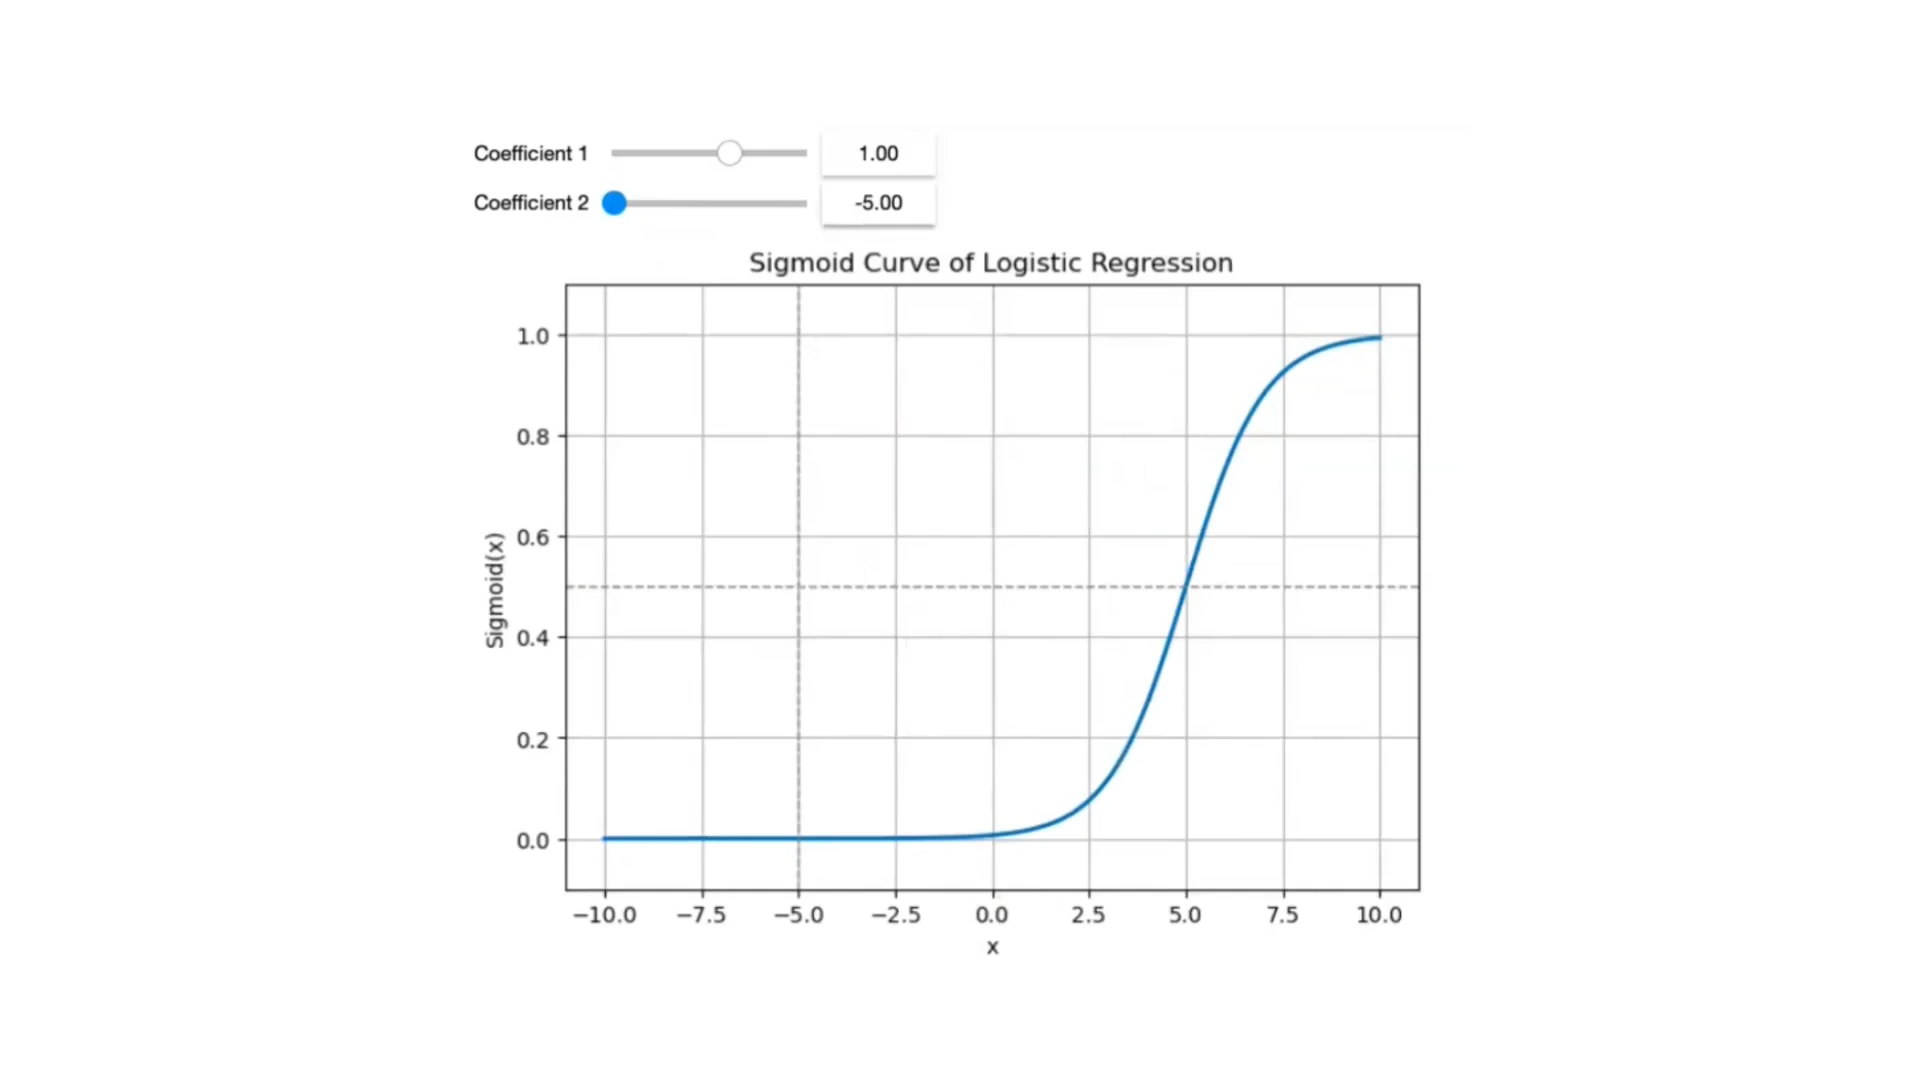 Coefficient 1 1.00
Coefficient 2 -5.00
Sigmoid Curve of Logistic Regression
1.0
0.8
0.6
0.4
0.2
0.0
Sigmoid(x)
−10.0 −7.5 −5.0 −2.5 0.0 2.5 5.0 7.5 10.0
x